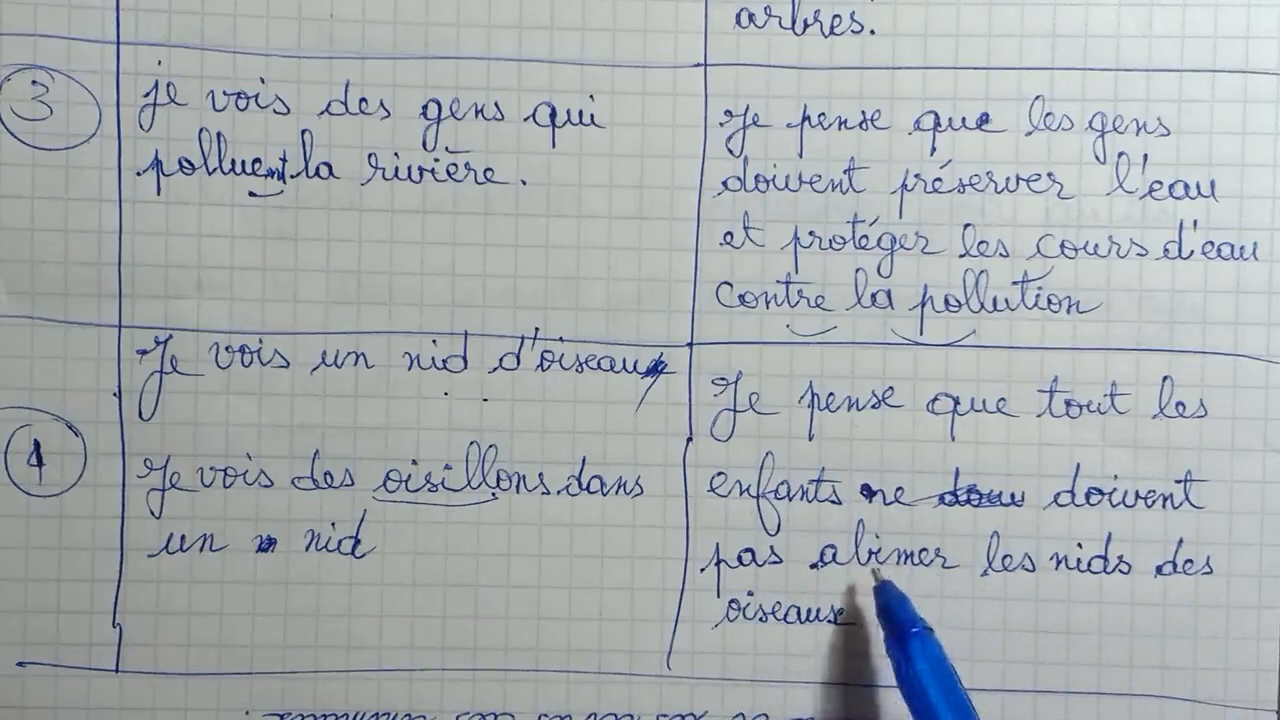 arbres.
3
je vois des gens qui
polluent la rivière.
Je pense que les gens
doivent préserver l'eau
et protéger les cours d'eau
contre la pollution
4
Je vois un nid d'oiseau
Je vois des oisillons dans
un nid
Je pense que tout les
enfants ne doivent
pas abimer les nids des
oiseaux